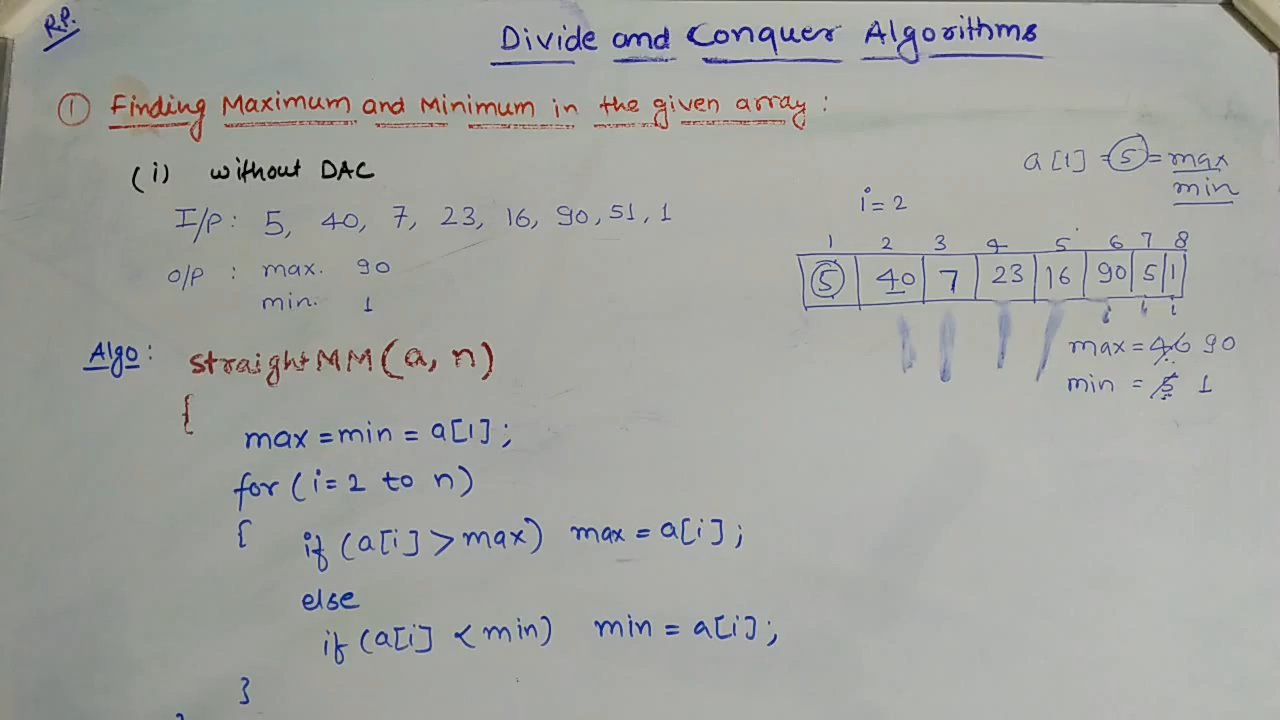 R.P.
Divide and Conquer Algorithms
① Finding Maximum and Minimum in the given array :
(i) without DAC
I/P : 5, 40, 7, 23, 16, 90, 51, 1
O/P : max. 90
min. 1
a[1] = 5 = max
min
i = 2
1 2 3 4 5 6 7 8
5 40 7 23 16 90 51 1
max = 40 90
min = 5 1
Algo : StraightMM(a, n)
{
max = min = a[1];
for (i = 2 to n)
{ if (a[i] > max) max = a[i];
else
if (a[i] < min) min = a[i];
}